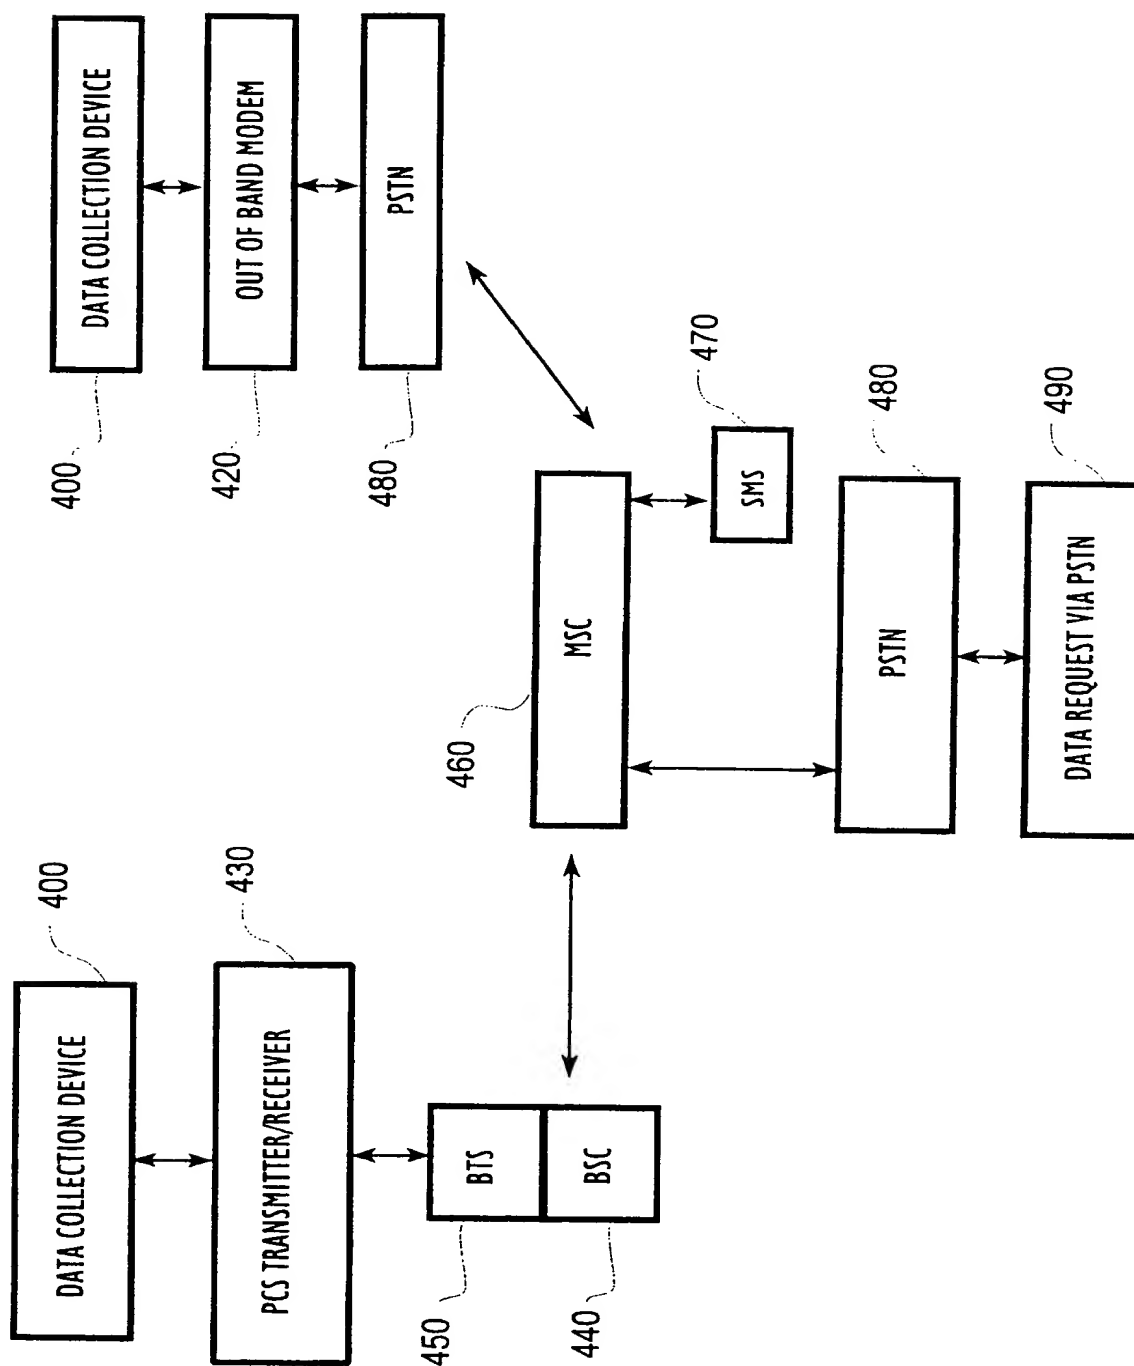 400
DATA COLLECTION DEVICE
430
PCS TRANSMITTER/RECEIVER
450
BTS
440
BSC
400
DATA COLLECTION DEVICE
420
OUT OF BAND MODEM
480
PSTN
460
MSC
470
SMS
480
PSTN
490
DATA REQUEST VIA PSTN